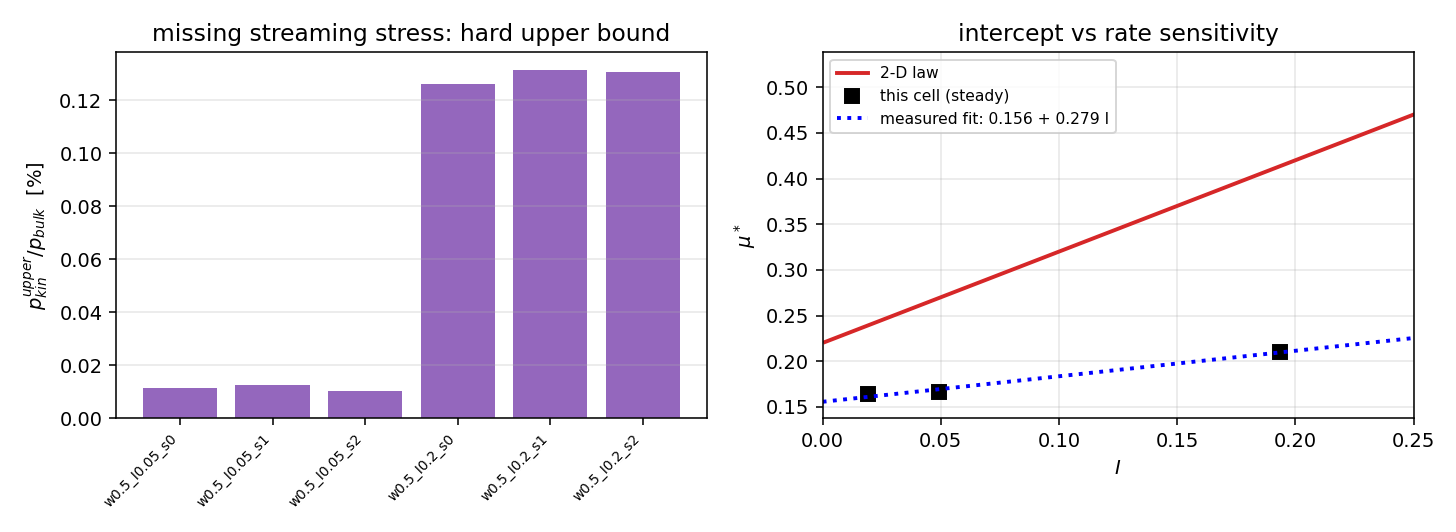 missing streaming stress: hard upper bound
p_{kin}^{upper}/p_{bulk} [%]
0.12
0.10
0.08
0.06
0.04
0.02
0.00
w0.5_I0.05_s0
w0.5_I0.05_s1
w0.5_I0.05_s2
w0.5_I0.2_s0
w0.5_I0.2_s1
w0.5_I0.2_s2
intercept vs rate sensitivity
2-D law
this cell (steady)
measured fit: 0.156 + 0.279 I
μ*
0.50
0.45
0.40
0.35
0.30
0.25
0.20
0.15
0.00 0.05 0.10 0.15 0.20 0.25
I